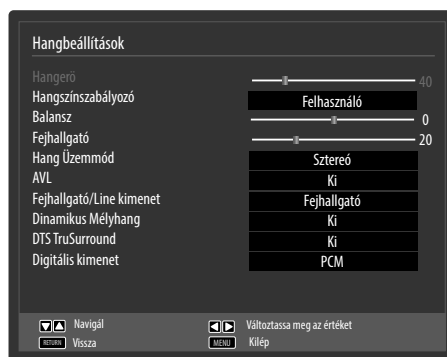 Hangbeállítások
Hangerö 40
Hangszínszabályozó Felhasználó
Balansz 0
Fejhallgató 20
Hang Üzemmód Sztereó
AVL Ki
Fejhallgató/Line kimenet Fejhallgató
Dinamikus Mélyhang Ki
DTS TruSurround Ki
Digitális kimenet PCM
Navigál Változtassa meg az értéket
RETURN Vissza MENU Kilép